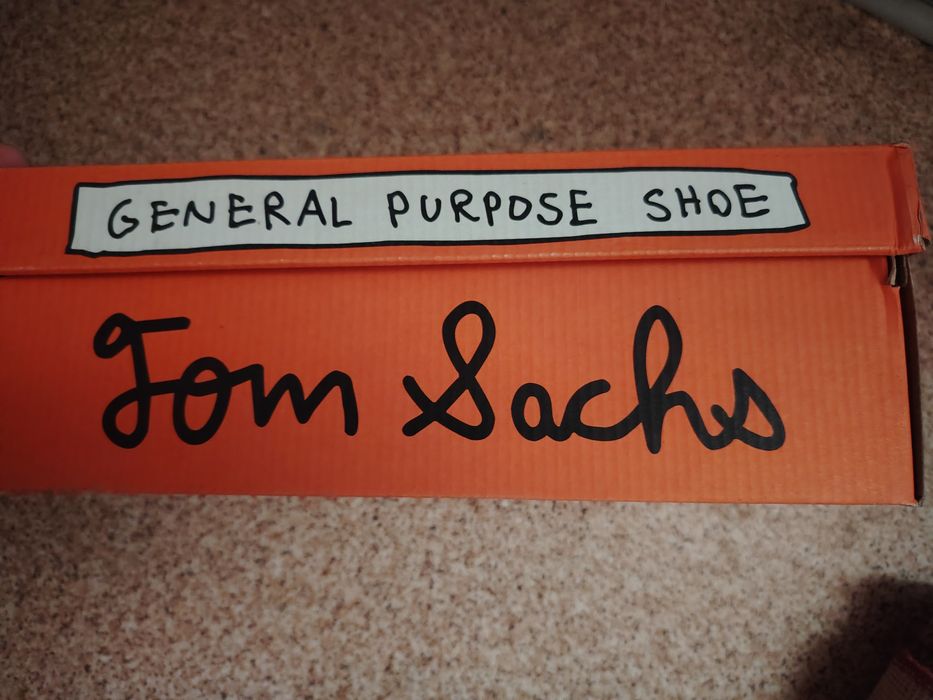 GENERAL PURPOSE SHOE
Tom Sachs